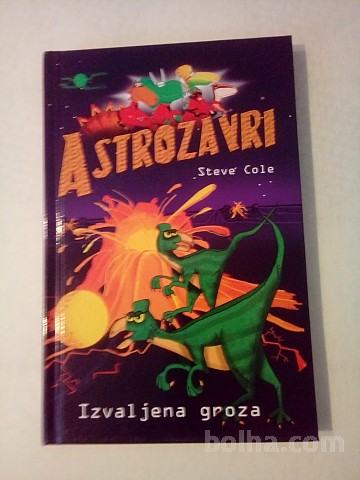 ASTROZAVRI
Steve Cole
Izvaljena groza
bolha.com